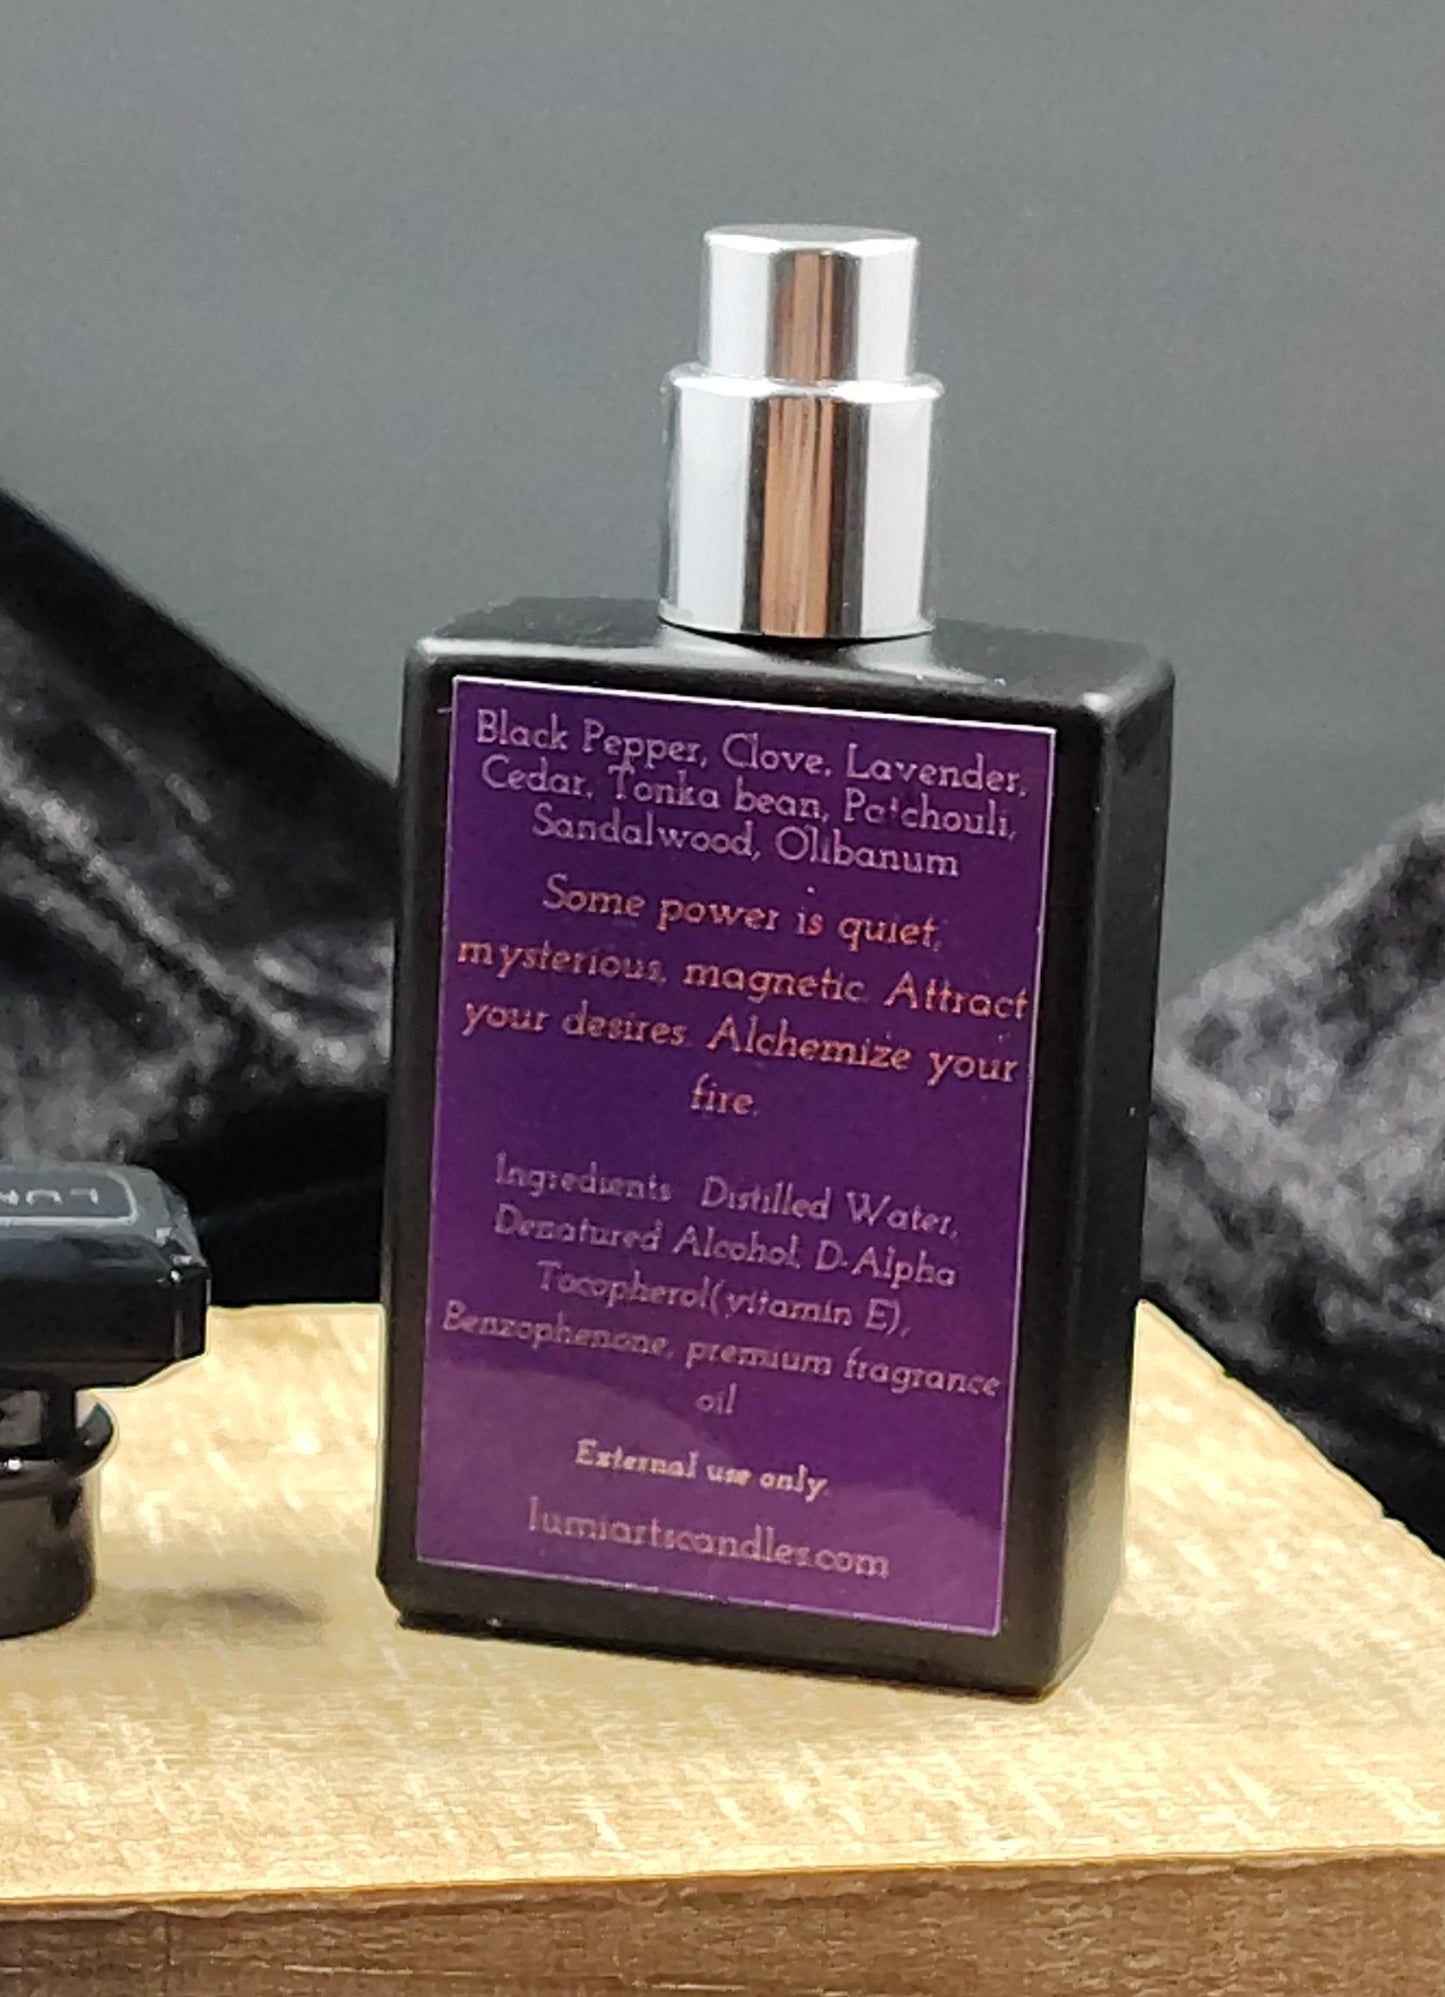 Black Pepper, Clove, Lavender,
Cedar, Tonka bean, Patchouli,
Sandalwood, Olibanum
Some power is quiet,
mysterious, magnetic. Attract
your desires. Alchemize your
fire.
Ingredients: Distilled Water,
Denatured Alcohol, D-Alpha
Tocopherol(vitamin E),
Benzophenone, premium fragrance
oil
External use only.
lumiartscandles.com